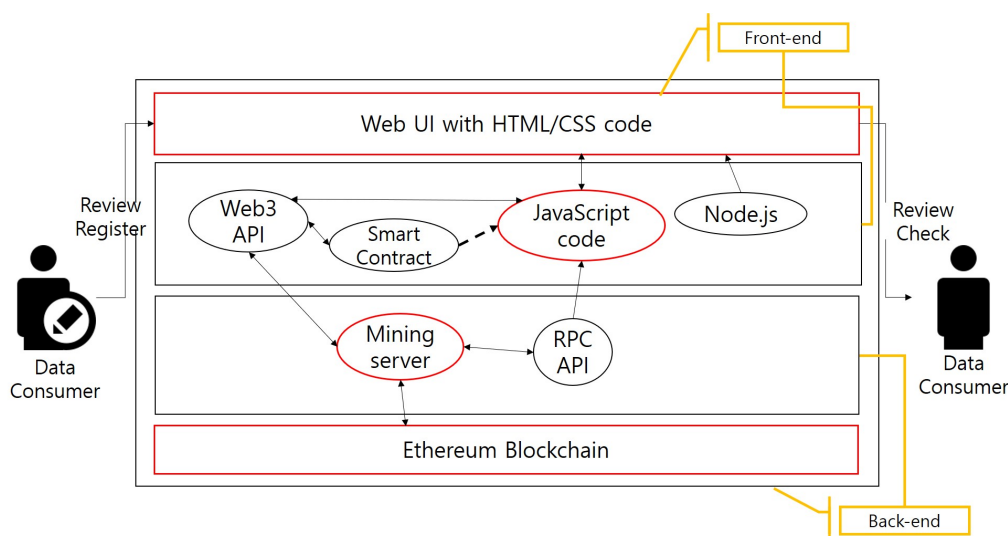 Front-end
Web UI with HTML/CSS code
Review
Register
Web3
API
Smart
Contract
JavaScript
code
Node.js
Review
Check
Mining
server
RPC
API
Data
Consumer
Data
Consumer
Ethereum Blockchain
Back-end